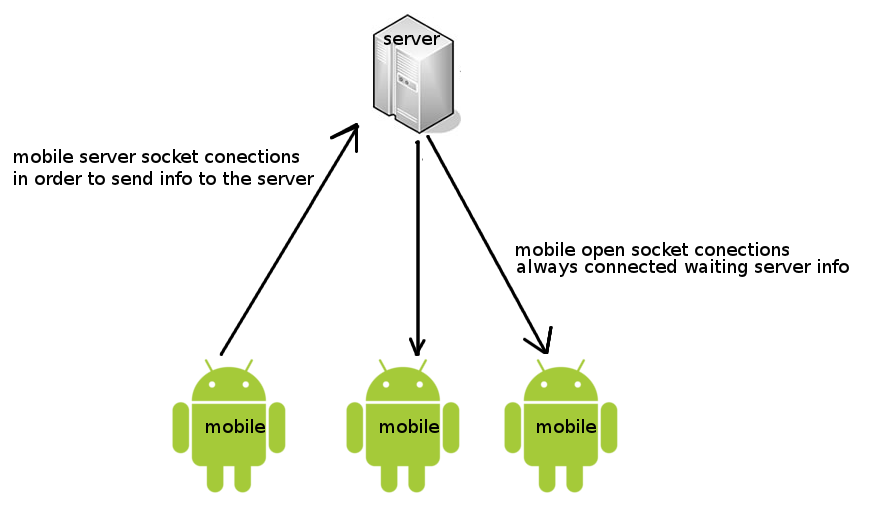 server
mobile server socket conections
in order to send info to the server
mobile open socket conections
always connected waiting server info
mobile
mobile
mobile